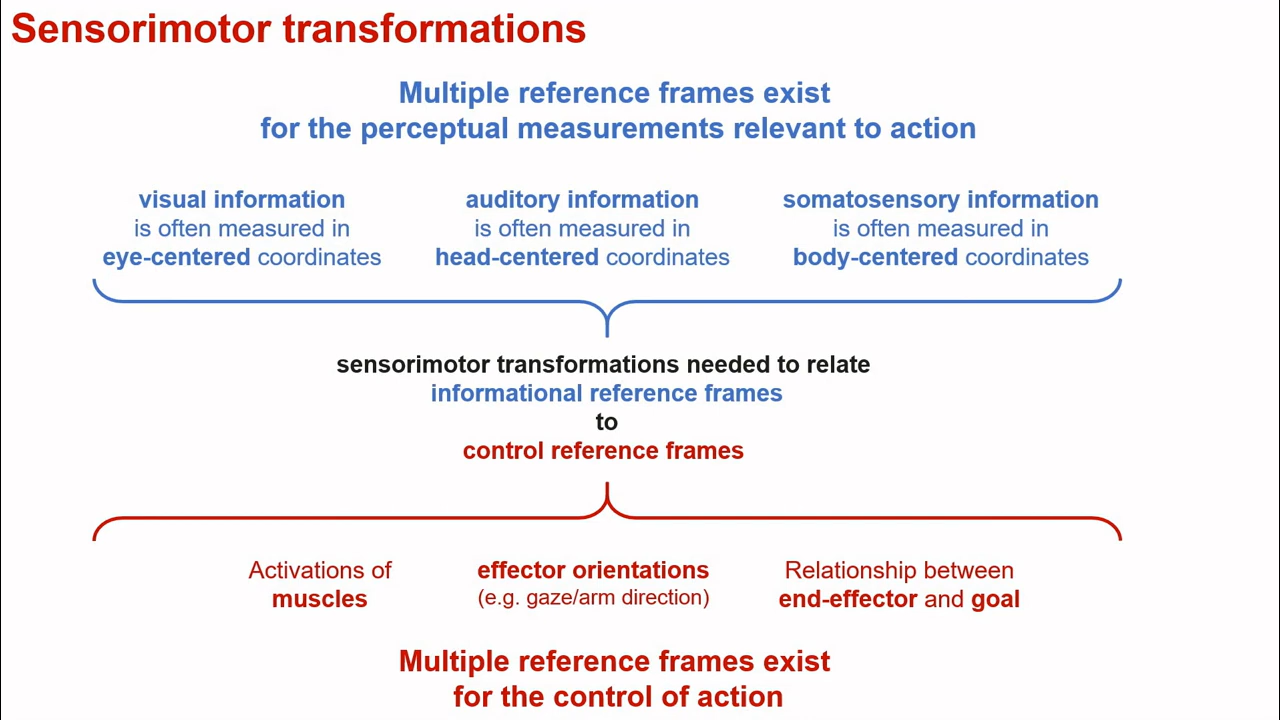 Sensorimotor transformations
Multiple reference frames exist
for the perceptual measurements relevant to action
visual information
is often measured in
eye-centered coordinates
auditory information
is often measured in
head-centered coordinates
somatosensory information
is often measured in
body-centered coordinates
sensorimotor transformations needed to relate
informational reference frames
to
control reference frames
Activations of
muscles
effector orientations
(e.g. gaze/arm direction)
Relationship between
end-effector and goal
Multiple reference frames exist
for the control of action